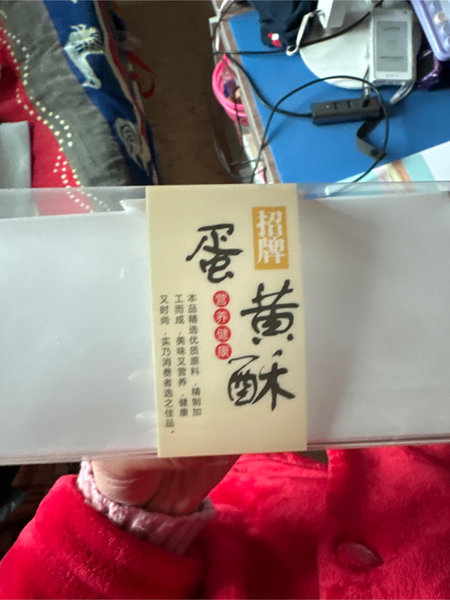 招牌
蛋黄酥
营养健康
本品精选优质原料，精制加
工而成，美味又营养，健康
又时尚，实乃消费者选之佳品。